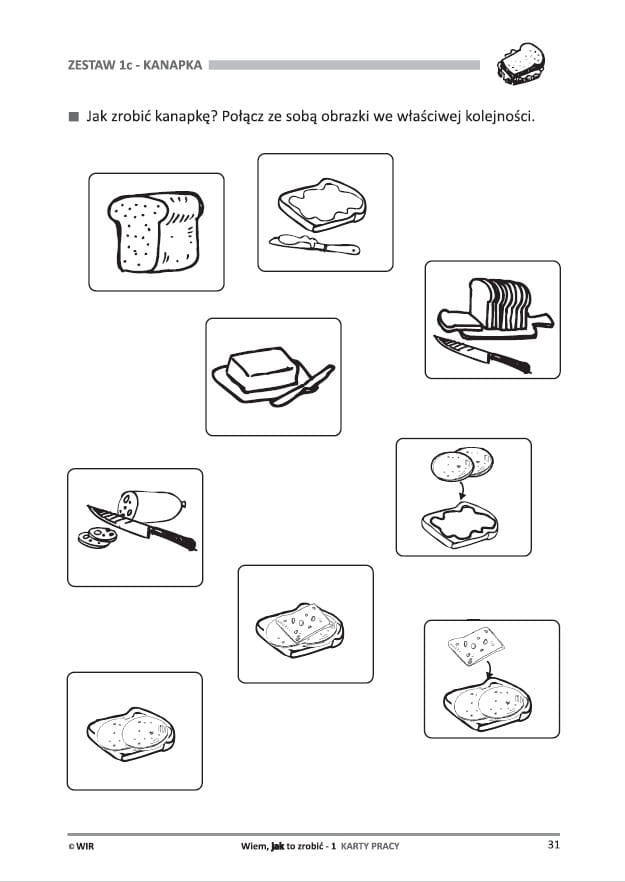 ZESTAW 1c - KANAPKA
Jak zrobić kanapkę? Połącz ze sobą obrazki we właściwej kolejności.
© WIR
Wiem, jak to zrobić - 1 KARTY PRACY
31